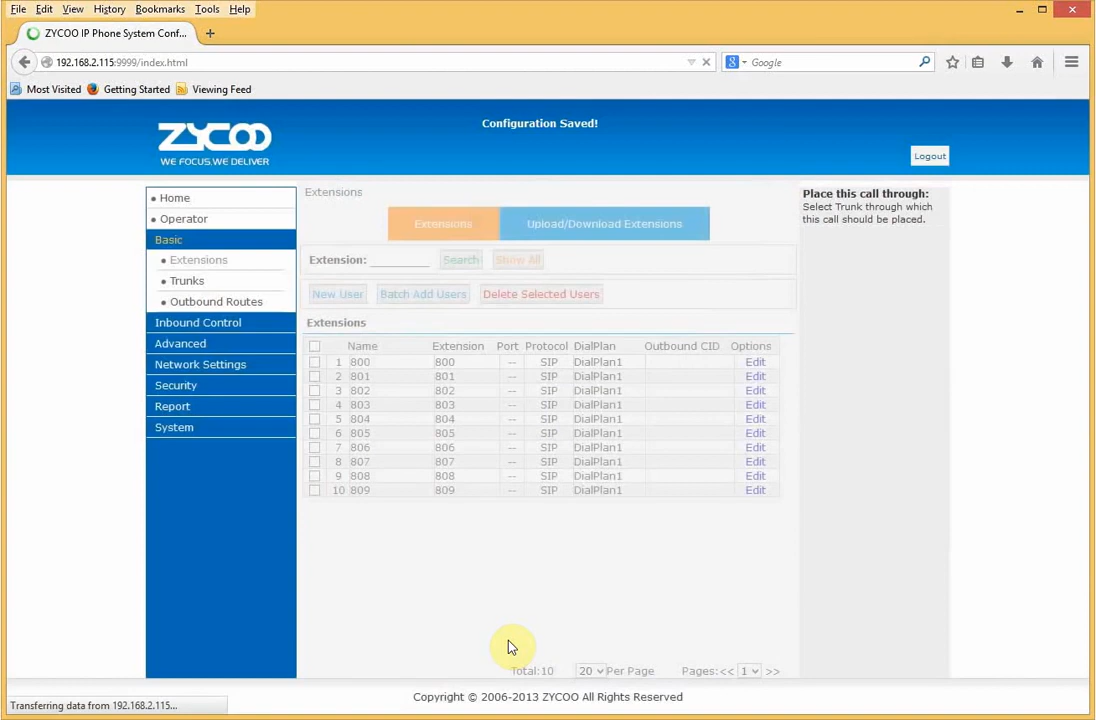 File Edit View History Bookmarks Tools Help
ZYCOO IP Phone System Conf...
192.168.2.115:9999/index.html
Google
Most Visited Getting Started Viewing Feed
ZYCOO
WE FOCUS.WE DELIVER
Configuration Saved!
Logout
Home
Operator
Basic
Extensions
Trunks
Outbound Routes
Inbound Control
Advanced
Network Settings
Security
Report
System
Extensions
Extensions Upload/Download Extensions
Extension: Search Show All
New User Batch Add Users Delete Selected Users
Extensions
Name Extension Port Protocol DialPlan Outbound CID Options
1 800 800 -- SIP DialPlan1 Edit
2 801 801 -- SIP DialPlan1 Edit
3 802 802 -- SIP DialPlan1 Edit
4 803 803 -- SIP DialPlan1 Edit
5 804 804 -- SIP DialPlan1 Edit
6 805 805 -- SIP DialPlan1 Edit
7 806 806 -- SIP DialPlan1 Edit
8 807 807 -- SIP DialPlan1 Edit
9 808 808 -- SIP DialPlan1 Edit
10 809 809 -- SIP DialPlan1 Edit
Total:10 20 Per Page Pages:<< 1 >>
Place this call through:
Select Trunk through which
this call should be placed.
Copyright © 2006-2013 ZYCOO All Rights Reserved
Transferring data from 192.168.2.115...